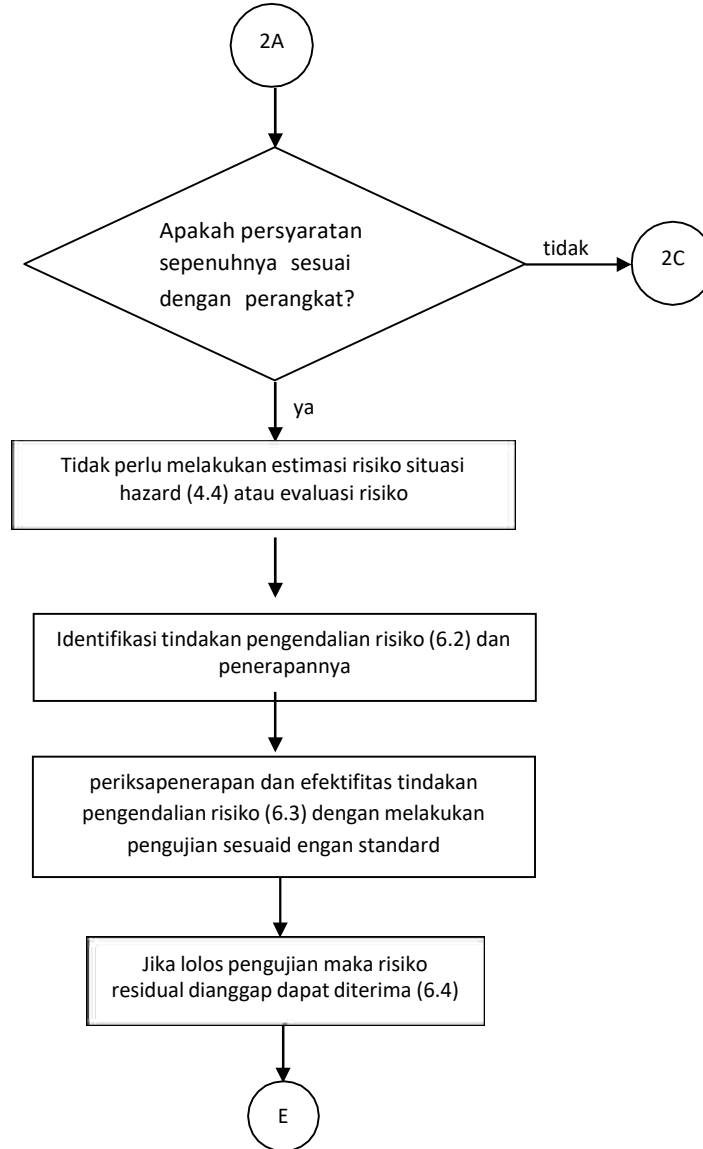 2A
Apakah persyaratan
sepenuhnya sesuai
dengan perangkat?
tidak
2C
ya
Tidak perlu melakukan estimasi risiko situasi
hazard (4.4) atau evaluasi risiko
Identifikasi tindakan pengendalian risiko (6.2) dan
penerapannya
periksapenerapan dan efektifitas tindakan
pengendalian risiko (6.3) dengan melakukan
pengujian sesuaid engan standard
Jika lolos pengujian maka risiko
residual dianggap dapat diterima (6.4)
E